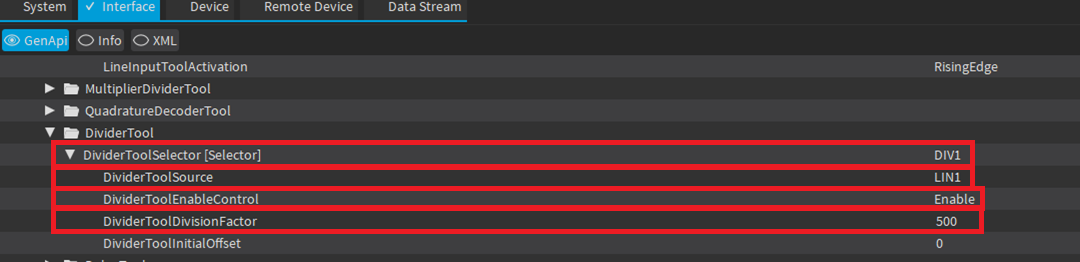 System ✓ Interface Device Remote Device Data Stream
GenApi Info XML
LineInputToolActivation RisingEdge
MultiplierDividerTool
QuadratureDecoderTool
DividerTool
DividerToolSelector [Selector] DIV1
DividerToolSource LIN1
DividerToolEnableControl Enable
DividerToolDivisionFactor 500
DividerToolInitialOffset 0